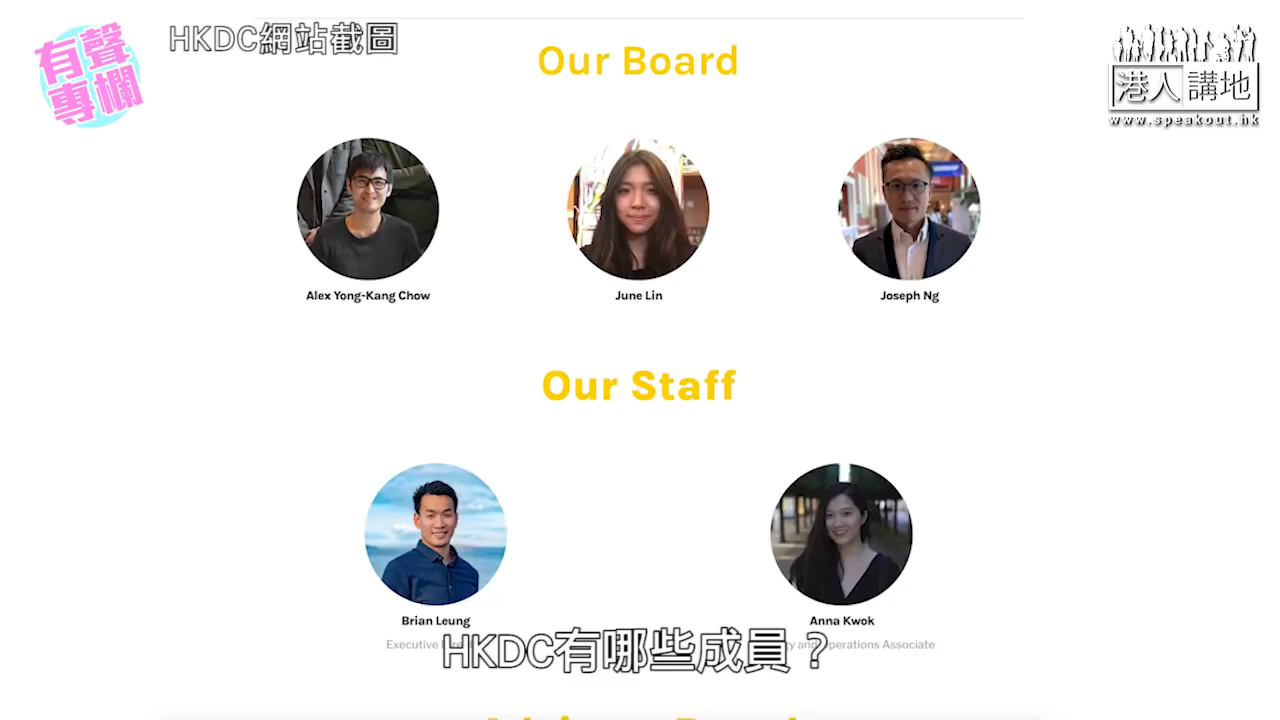 有聲
專欄
HKDC網站截圖
港人講地
www.speakout.hk
Our Board
Alex Yong-Kang Chow
June Lin
Joseph Ng
Our Staff
Brian Leung
Anna Kwok
Executive
and Operations Associate
HKDC有哪些成員？